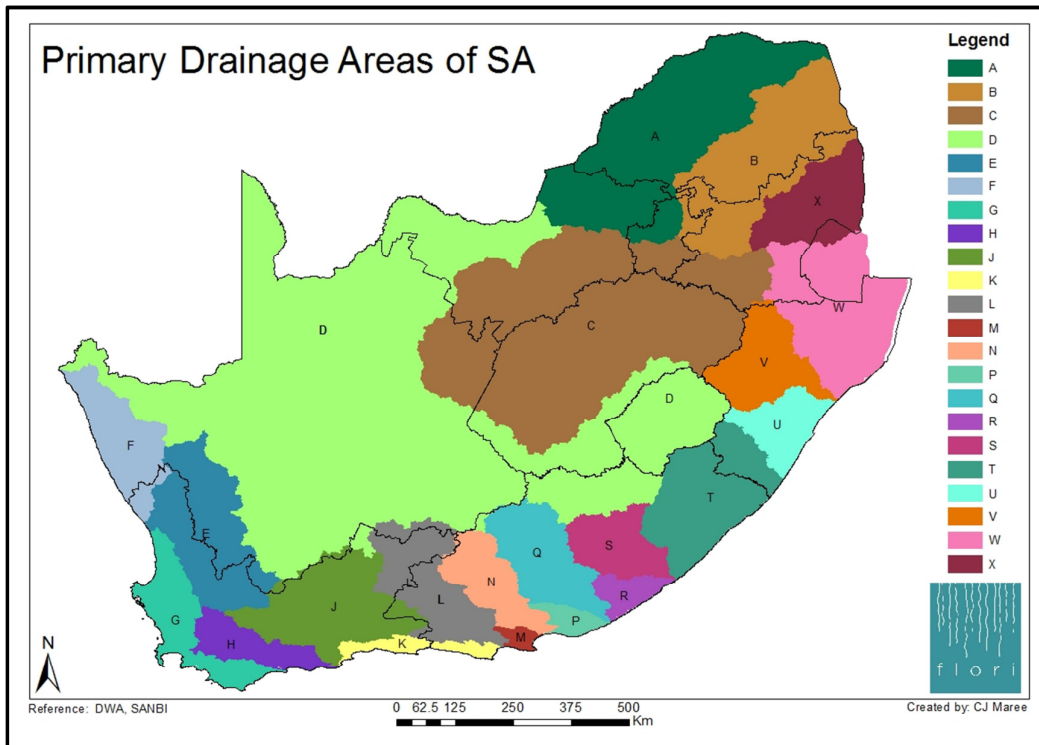 Primary Drainage Areas of SA
Legend
A
B
C
D
E
F
G
H
J
K
L
M
N
P
Q
R
S
T
U
V
W
X
A
B
X
D
C
W
V
D
U
F
T
E
S
Q
N
J
L
R
G
P
H
K
M
N
flori
Reference: DWA, SANBI
0 62.5 125 250 375 500
Km
Created by: CJ Maree